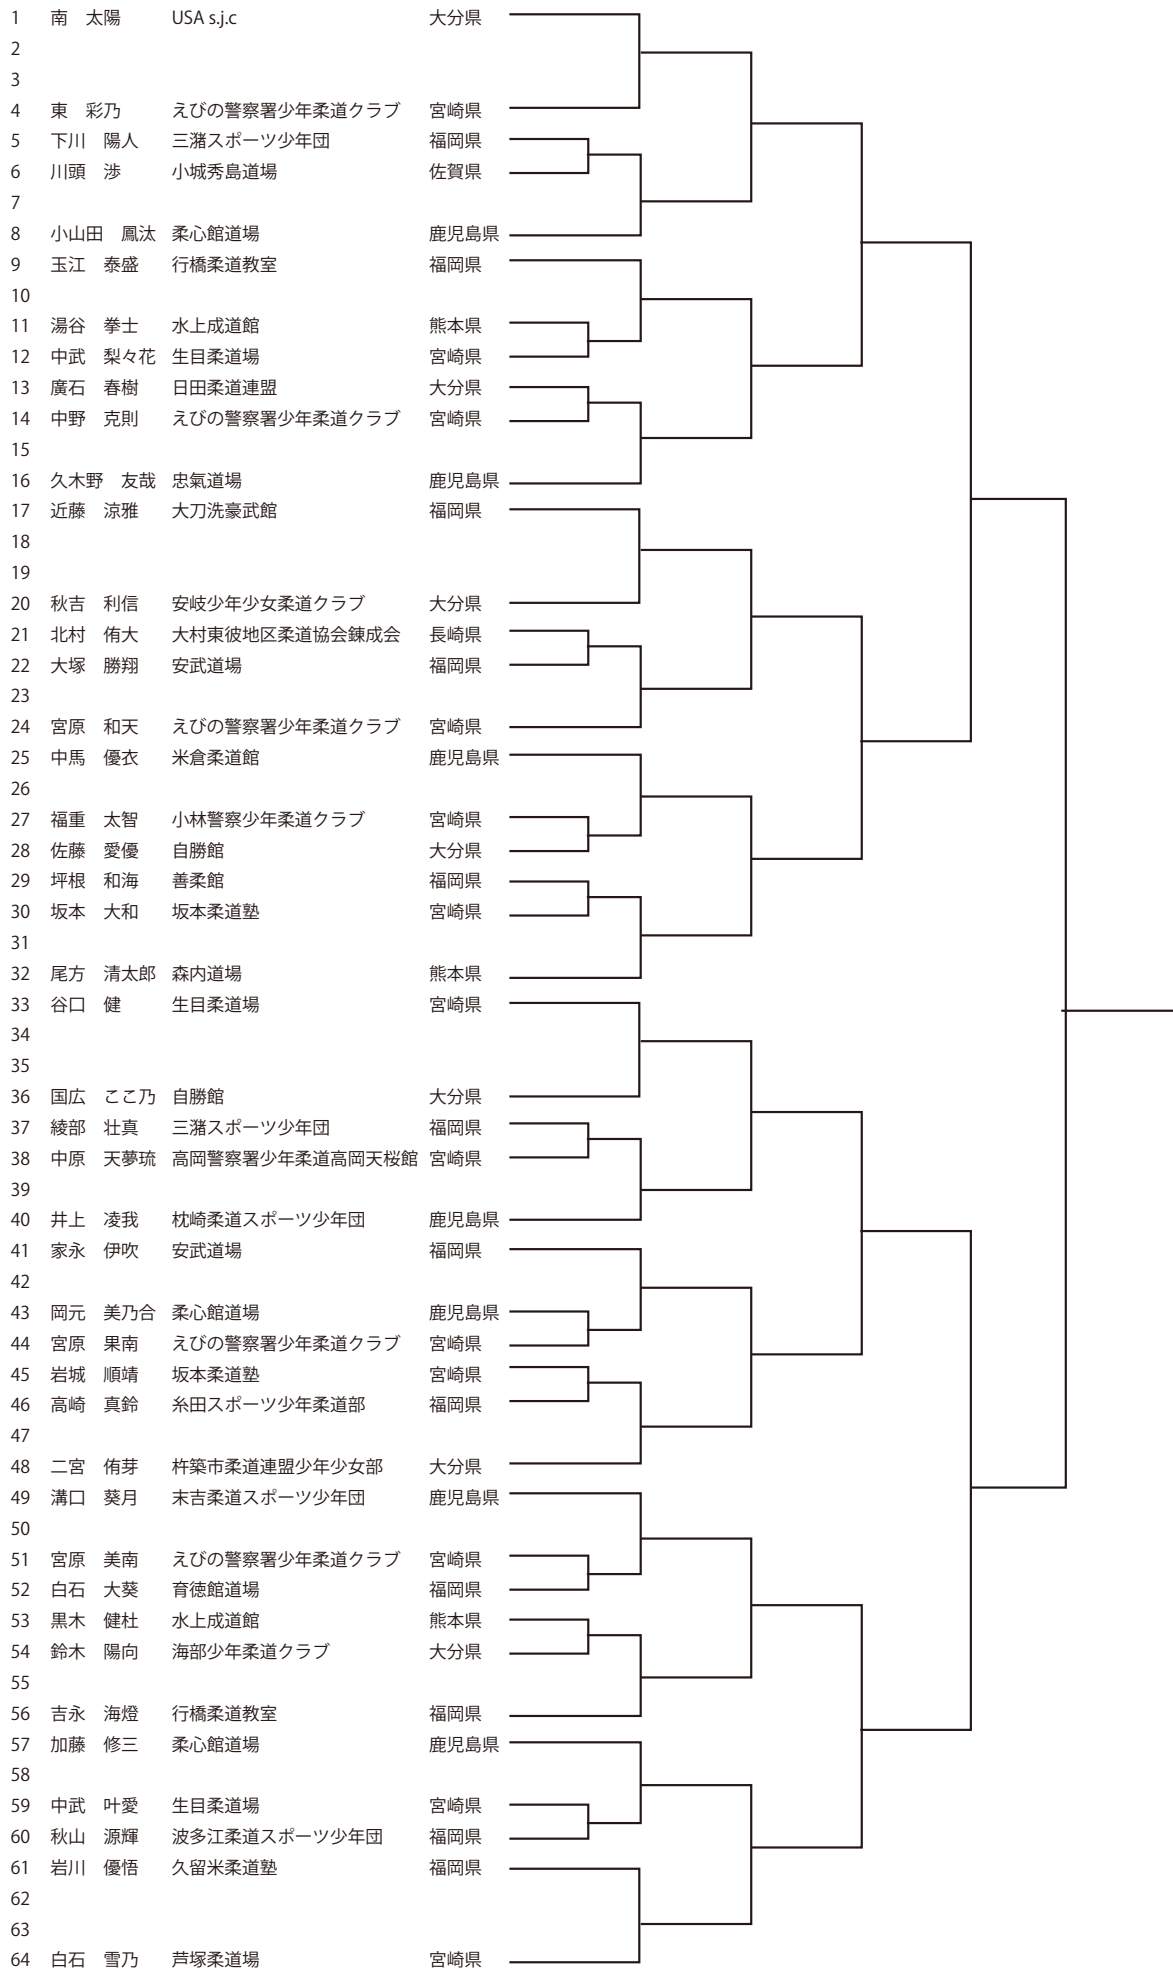 1 南　太陽 USA s.j.c 大分県
2
3
4 東　彩乃 えびの警察署少年柔道クラブ 宮崎県
5 下川　陽人 三潴スポーツ少年団 福岡県
6 川頭　渉 小城秀島道場 佐賀県
7
8 小山田　鳳汰 柔心館道場 鹿児島県
9 玉江　泰盛 行橋柔道教室 福岡県
10
11 湯谷　拳士 水上成道館 熊本県
12 中武　梨々花 生目柔道場 宮崎県
13 廣石　春樹 日田柔道連盟 大分県
14 中野　克則 えびの警察署少年柔道クラブ 宮崎県
15
16 久木野　友哉 忠氣道場 鹿児島県
17 近藤　涼雅 大刀洗豪武館 福岡県
18
19
20 秋吉　利信 安岐少年少女柔道クラブ 大分県
21 北村　侑大 大村東彼地区柔道協会錬成会 長崎県
22 大塚　勝翔 安武道場 福岡県
23
24 宮原　和天 えびの警察署少年柔道クラブ 宮崎県
25 中馬　優衣 米倉柔道館 鹿児島県
26
27 福重　太智 小林警察少年柔道クラブ 宮崎県
28 佐藤　愛優 自勝館 大分県
29 坪根　和海 善柔館 福岡県
30 坂本　大和 坂本柔道塾 宮崎県
31
32 尾方　清太郎 森内道場 熊本県
33 谷口　健 生目柔道場 宮崎県
34
35
36 国広　ここ乃 自勝館 大分県
37 綾部　壮真 三潴スポーツ少年団 福岡県
38 中原　天夢琉 高岡警察署少年柔道高岡天桜館 宮崎県
39
40 井上　凌我 枕崎柔道スポーツ少年団 鹿児島県
41 家永　伊吹 安武道場 福岡県
42
43 岡元　美乃合 柔心館道場 鹿児島県
44 宮原　果南 えびの警察署少年柔道クラブ 宮崎県
45 岩城　順靖 坂本柔道塾 宮崎県
46 高崎　真鈴 糸田スポーツ少年柔道部 福岡県
47
48 二宮　侑芽 杵築市柔道連盟少年少女部 大分県
49 溝口　葵月 末吉柔道スポーツ少年団 鹿児島県
50
51 宮原　美南 えびの警察署少年柔道クラブ 宮崎県
52 白石　大葵 育徳館道場 福岡県
53 黒木　健杜 水上成道館 熊本県
54 鈴木　陽向 海部少年柔道クラブ 大分県
55
56 吉永　海燈 行橋柔道教室 福岡県
57 加藤　修三 柔心館道場 鹿児島県
58
59 中武　叶愛 生目柔道場 宮崎県
60 秋山　源輝 波多江柔道スポーツ少年団 福岡県
61 岩川　優悟 久留米柔道塾 福岡県
62
63
64 白石　雪乃 芦塚柔道場 宮崎県